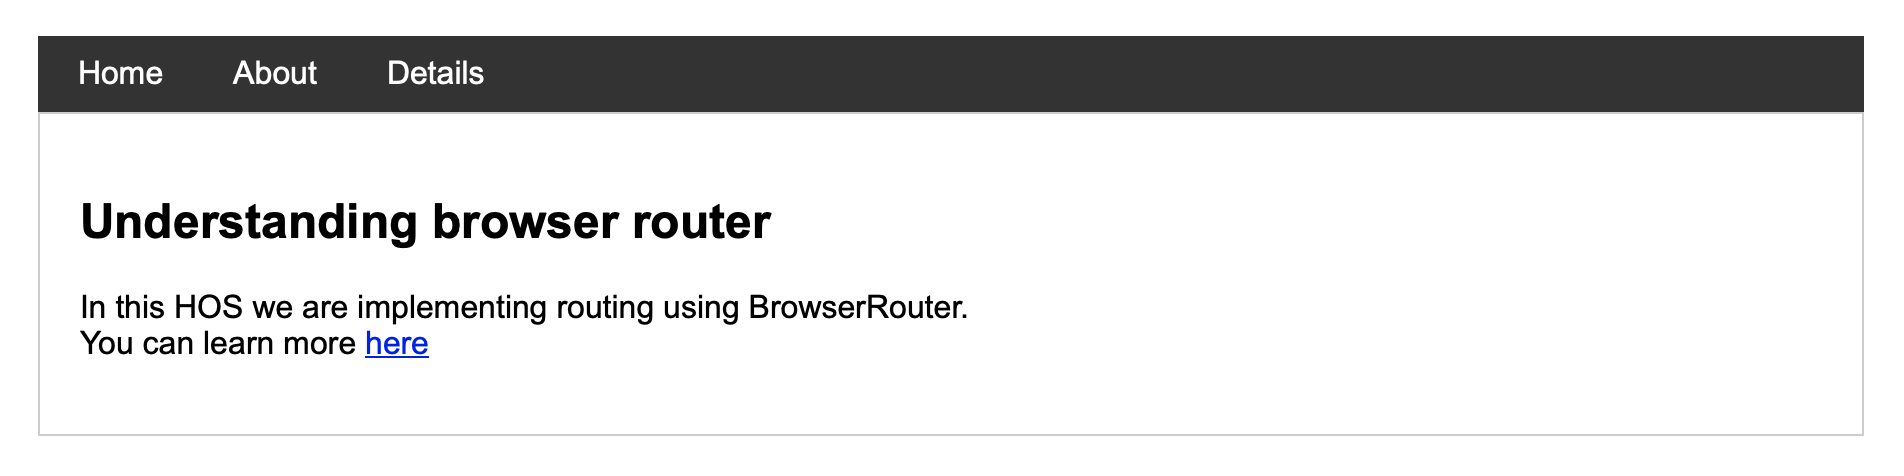 Home About Details
Understanding browser router
In this HOS we are implementing routing using BrowserRouter.
You can learn more here